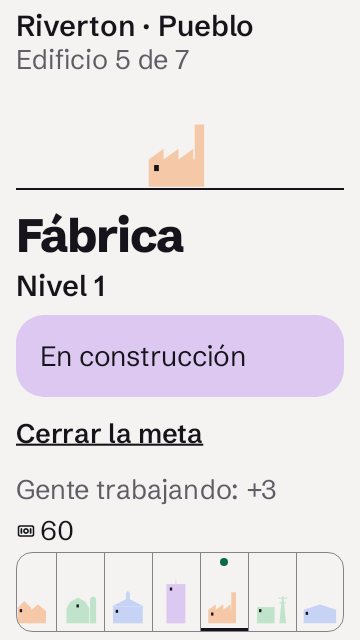 Riverton · Pueblo
Edificio 5 de 7
Fábrica
Nivel 1
En construcción
Cerrar la meta
Gente trabajando: +3
60